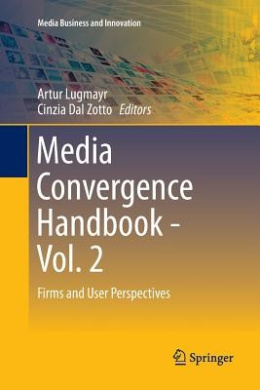 Media Business and Innovation
Artur Lugmayr
Cinzia Dal Zotto Editors
Media
Convergence
Handbook -
Vol. 2
Firms and User Perspectives
Springer